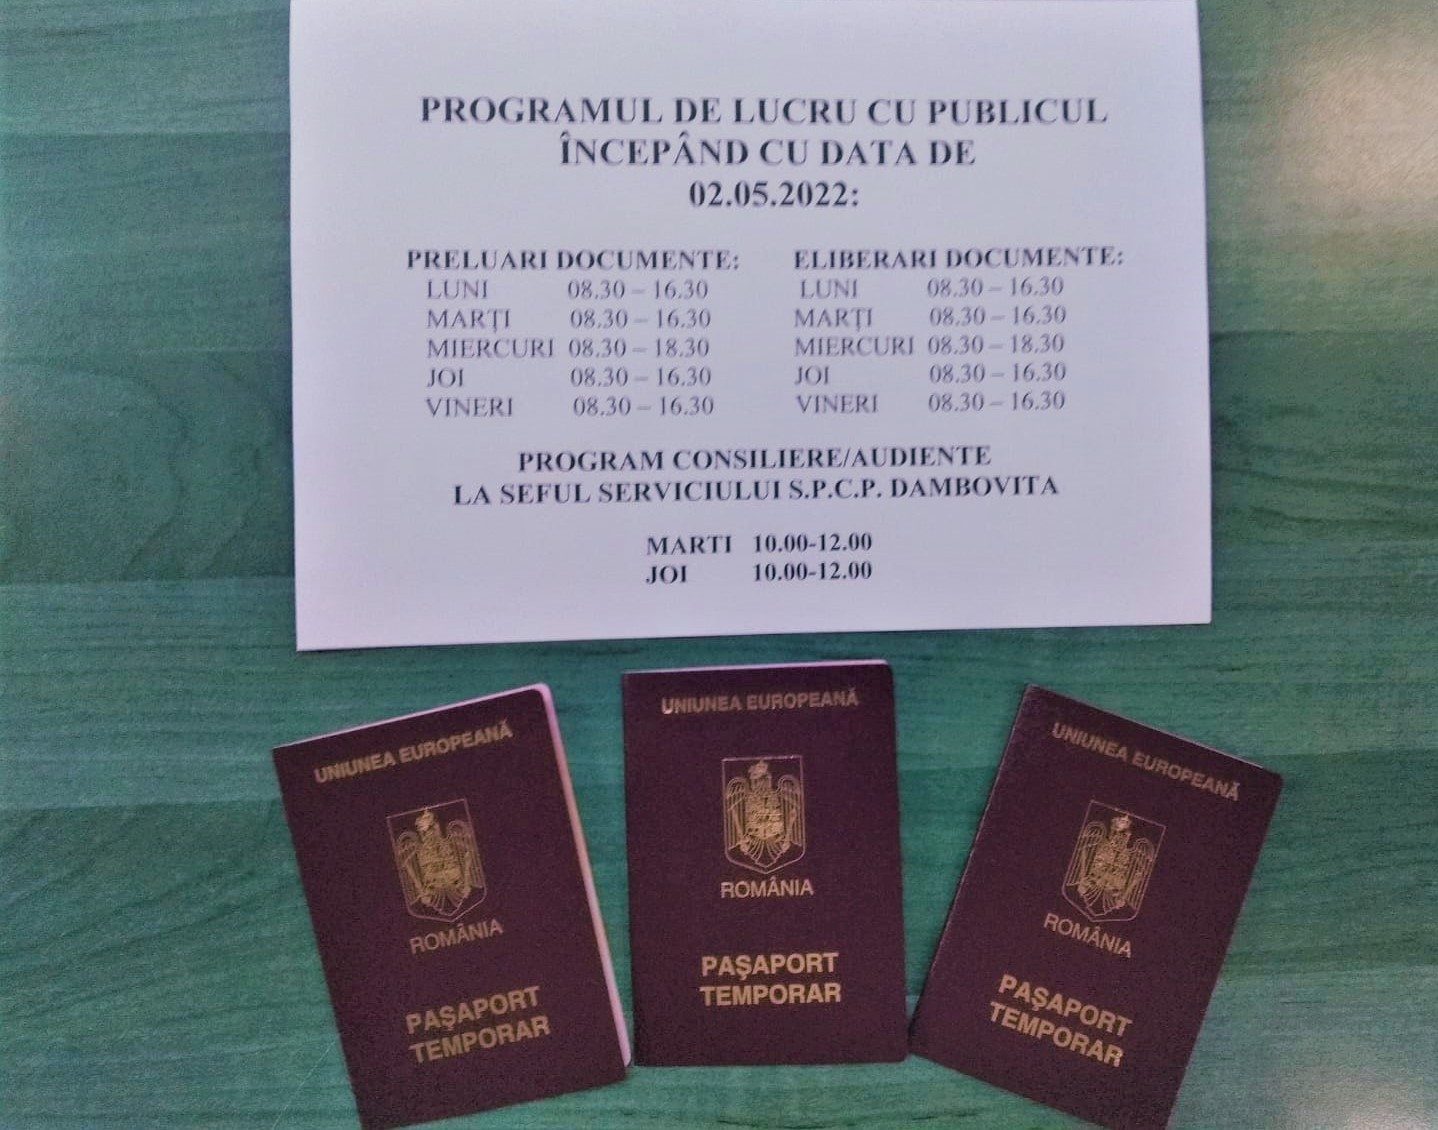 PROGRAMUL DE LUCRU CU PUBLICUL
ÎNCEPÂND CU DATA DE
02.05.2022:
PRELUARI DOCUMENTE:
LUNI 08.30 – 16.30
MARȚI 08.30 – 16.30
MIERCURI 08.30 – 18.30
JOI 08.30 – 16.30
VINERI 08.30 – 16.30
ELIBERARI DOCUMENTE:
LUNI 08.30 – 16.30
MARȚI 08.30 – 16.30
MIERCURI 08.30 – 18.30
JOI 08.30 – 16.30
VINERI 08.30 – 16.30
PROGRAM CONSILIERE/AUDIENTE
LA SEFUL SERVICIULUI S.P.C.P. DAMBOVITA
MARTI 10.00-12.00
JOI 10.00-12.00
UNIUNEA EUROPEANĂ
ROMÂNIA
PAŞAPORT
TEMPORAR
UNIUNEA EUROPEANĂ
ROMÂNIA
PAŞAPORT
TEMPORAR
UNIUNEA EUROPEANĂ
ROMÂNIA
PAŞAPORT
TEMPORAR